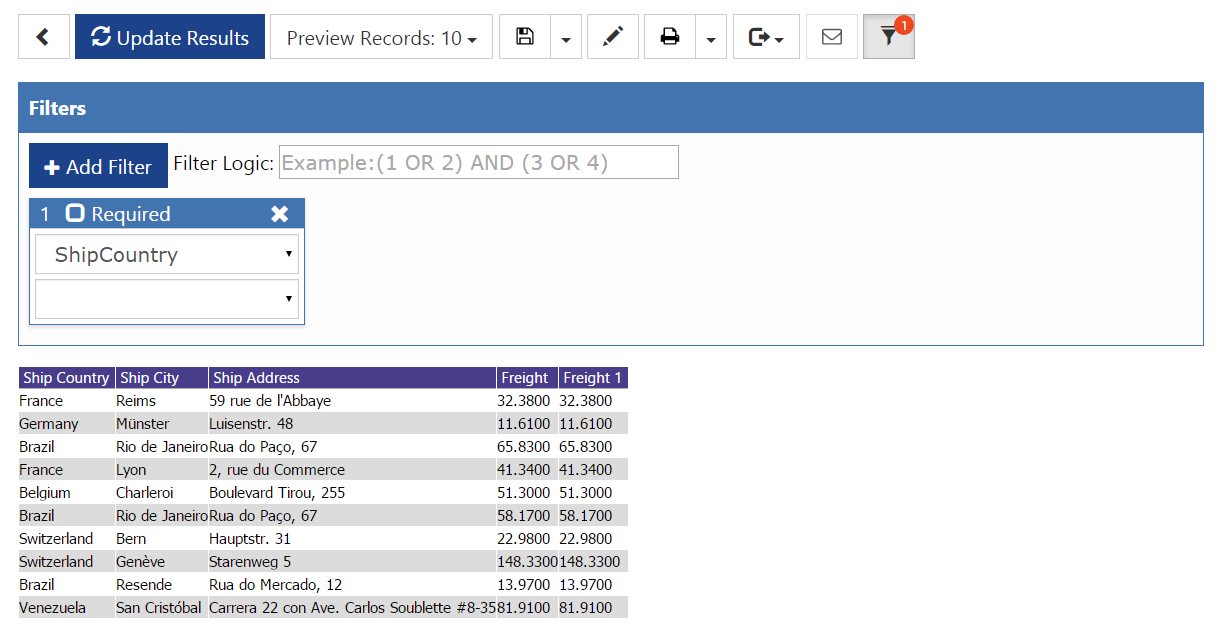 Update Results Preview Records: 10 1
Filters
Add Filter Filter Logic: Example:(1 OR 2) AND (3 OR 4)
1 Required
ShipCountry
Ship Country Ship City Ship Address Freight Freight 1
France Reims 59 rue de l'Abbaye 32.3800 32.3800
Germany Münster Luisenstr. 48 11.6100 11.6100
Brazil Rio de Janeiro Rua do Paço, 67 65.8300 65.8300
France Lyon 2, rue du Commerce 41.3400 41.3400
Belgium Charleroi Boulevard Tirou, 255 51.3000 51.3000
Brazil Rio de Janeiro Rua do Paço, 67 58.1700 58.1700
Switzerland Bern Hauptstr. 31 22.9800 22.9800
Switzerland Genève Starenweg 5 148.3300 148.3300
Brazil Resende Rua do Mercado, 12 13.9700 13.9700
Venezuela San Cristóbal Carrera 22 con Ave. Carlos Soublette #8-35 81.9100 81.9100